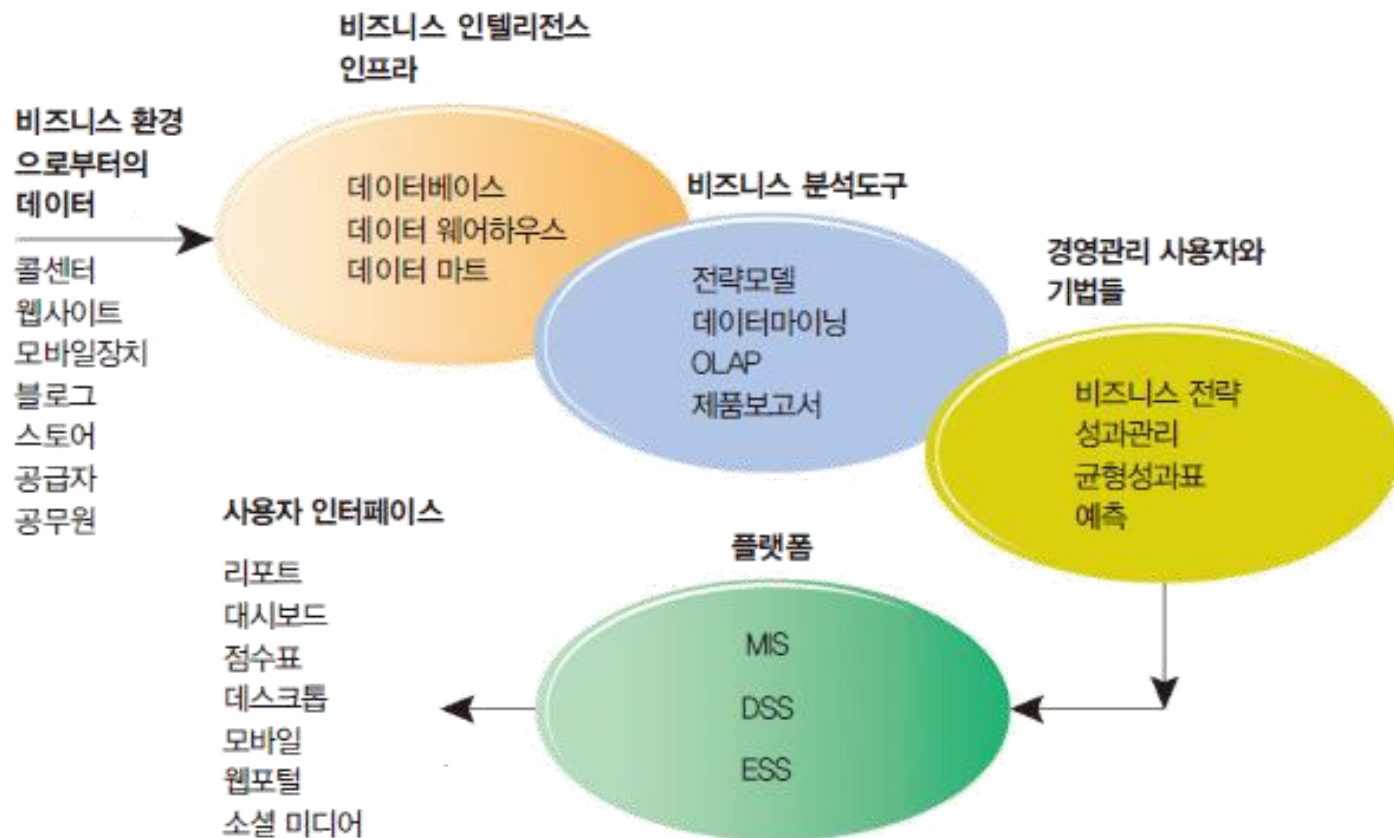 비즈니스 환경
으로부터의
데이터
콜센터
웹사이트
모바일장치
블로그
스토어
공급자
공무원
비즈니스 인텔리전스
인프라
데이터베이스
데이터 웨어하우스
데이터 마트
비즈니스 분석도구
전략모델
데이터마이닝
OLAP
제품보고서
경영관리 사용자와
기법들
비즈니스 전략
성과관리
균형성과표
예측
플랫폼
MIS
DSS
ESS
사용자 인터페이스
리포트
대시보드
점수표
데스크톱
모바일
웹포털
소셜 미디어